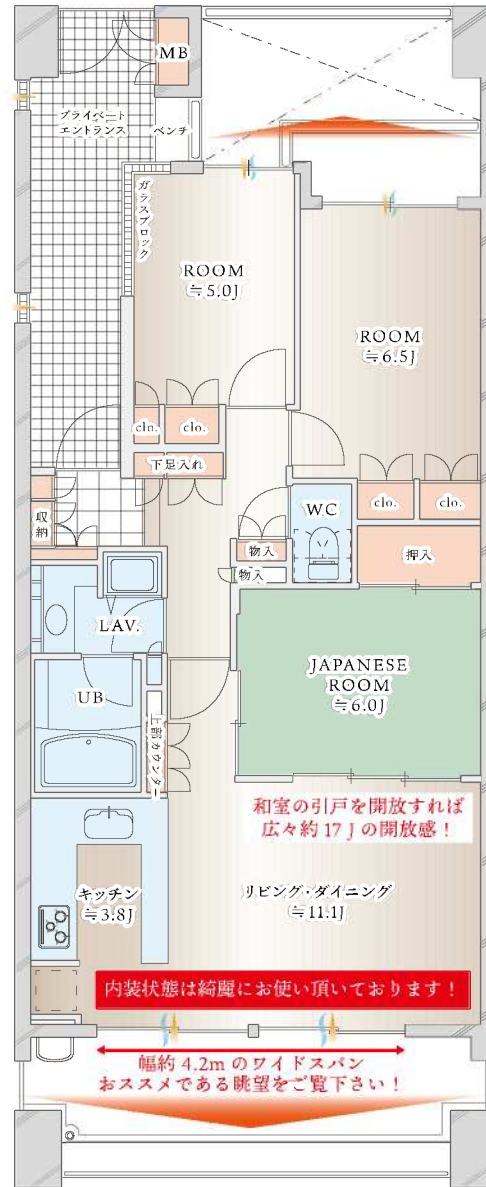 MB
プライベート
エントランス
ベンチ
ガラスブロック
ROOM
≒5.0J
ROOM
≒6.5J
clo.
clo.
下足入れ
収納
WC
clo.
clo.
物入
物入
押入
LAV.
JAPANESE
ROOM
≒6.0J
UB
上部カウンター
和室の引戸を開放すれば
広々約17Jの開放感！
キッチン
≒3.8J
リビング・ダイニング
≒11.1J
内装状態は綺麗にお使い頂いております！
幅約4.2mのワイドスパン
おススメである眺望をご覧下さい！